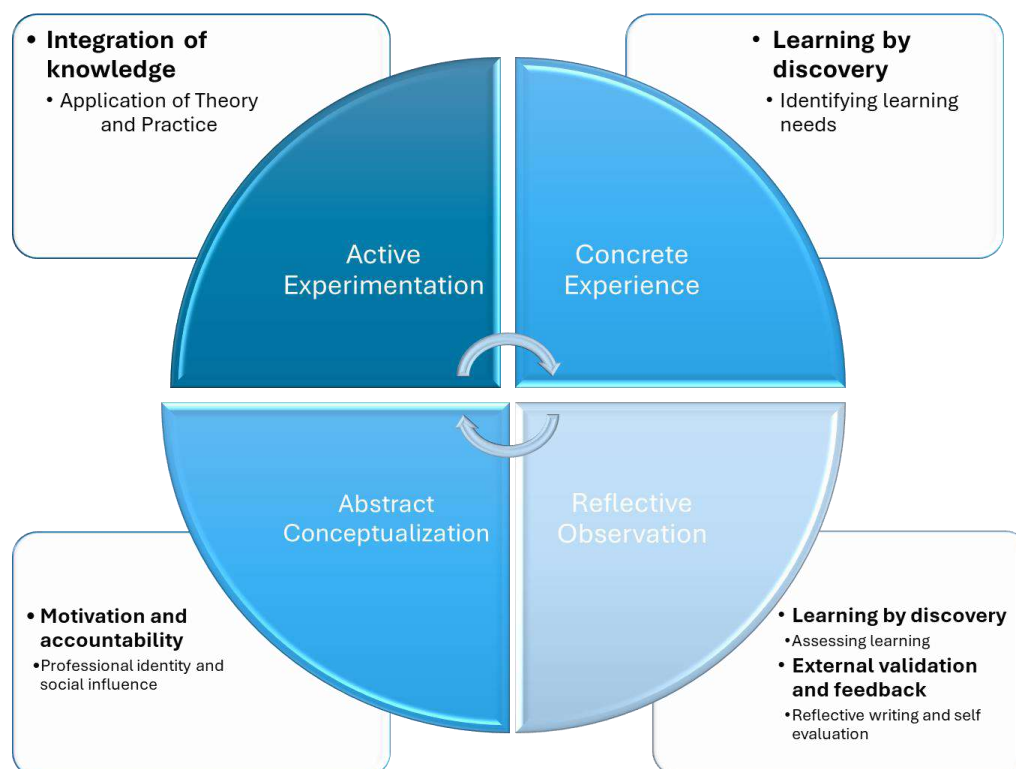 • Integration of
knowledge
• Application of Theory
and Practice
• Learning by
discovery
• Identifying learning
needs
Active
Experimentation
Concrete
Experience
Abstract
Conceptualization
Reflective
Observation
• Motivation and
accountability
•Professional identity and
social influence
• Learning by discovery
•Assessing learning
• External validation
and feedback
•Reflective writing and self
evaluation